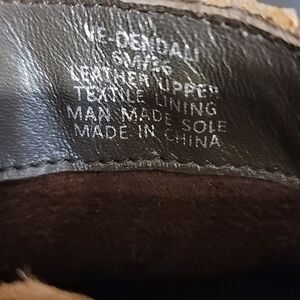 VE-DENDALI
LEATHER UPPER
TEXTILE LINING
MAN MADE SOLE
MADE IN CHINA